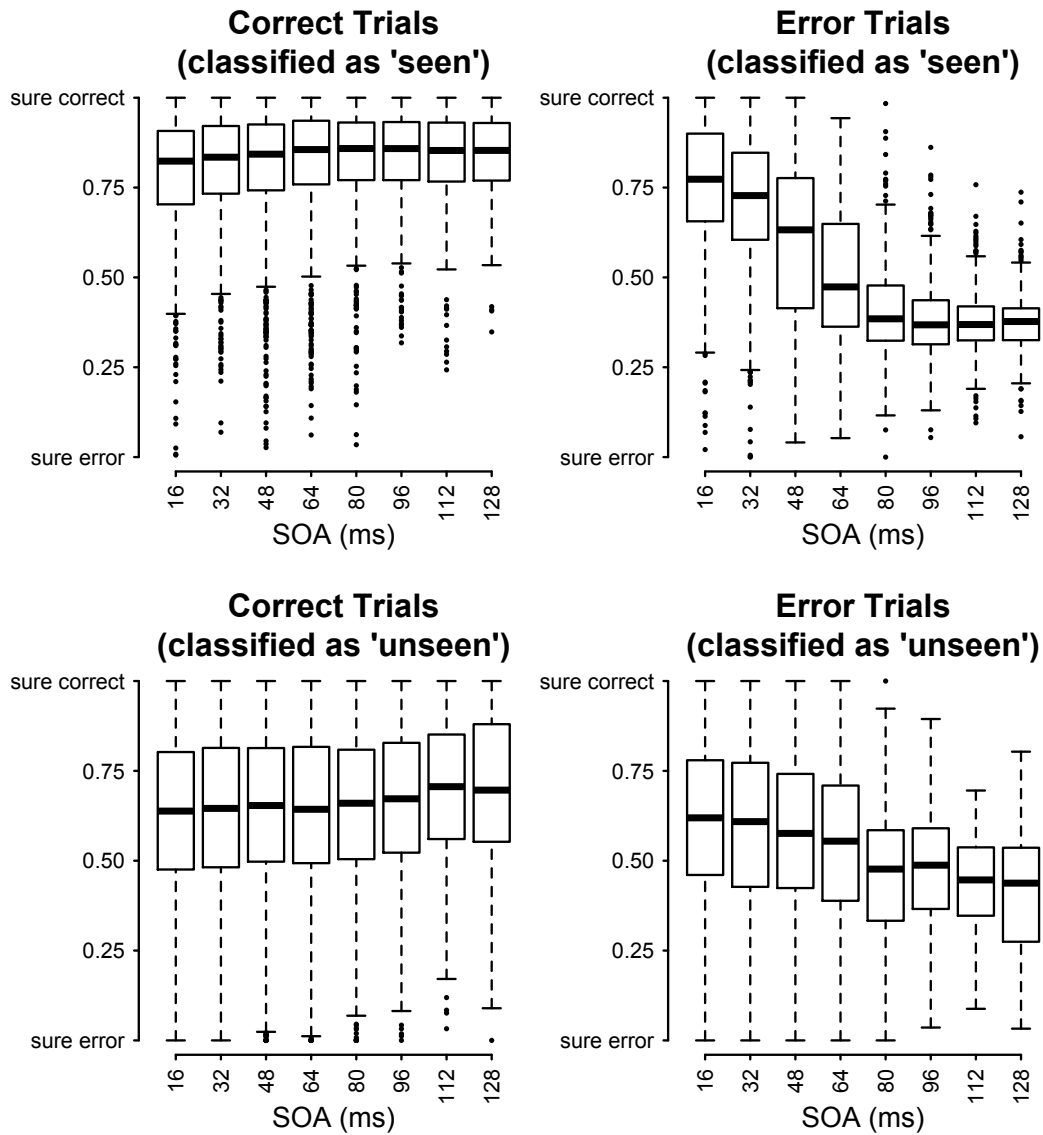 Correct Trials
(classified as 'seen')
sure correct
0.75
0.50
0.25
sure error
16
32
48
64
80
96
112
128
SOA (ms)
Error Trials
(classified as 'seen')
sure correct
0.75
0.50
0.25
sure error
16
32
48
64
80
96
112
128
SOA (ms)
Correct Trials
(classified as 'unseen')
sure correct
0.75
0.50
0.25
sure error
16
32
48
64
80
96
112
128
SOA (ms)
Error Trials
(classified as 'unseen')
sure correct
0.75
0.50
0.25
sure error
16
32
48
64
80
96
112
128
SOA (ms)